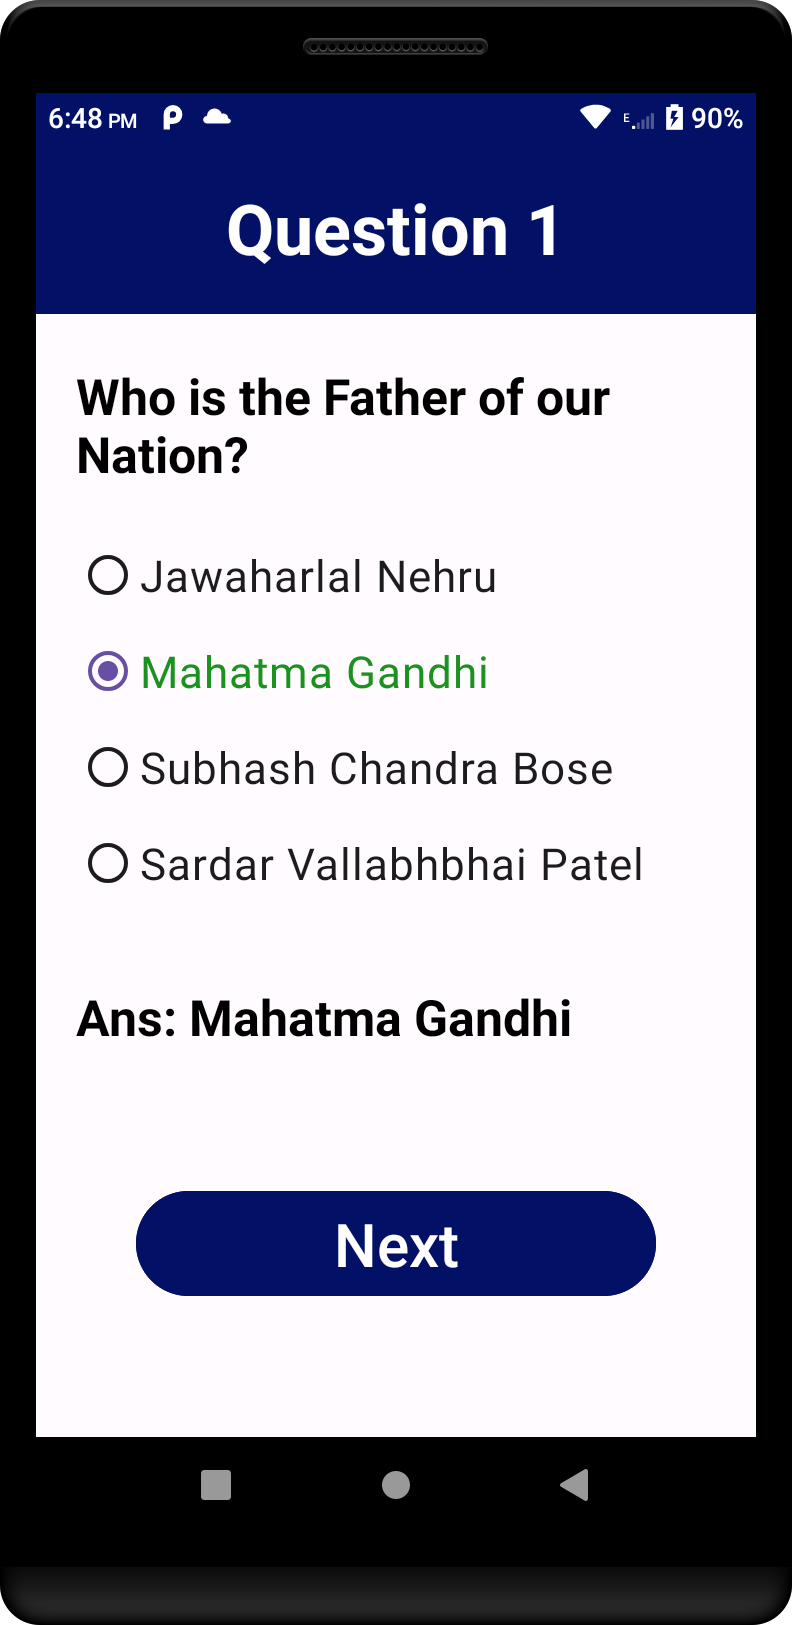 6:48 PM
E
90%
Question 1
Who is the Father of our
Nation?
Jawaharlal Nehru
Mahatma Gandhi
Subhash Chandra Bose
Sardar Vallabhbhai Patel
Ans: Mahatma Gandhi
Next